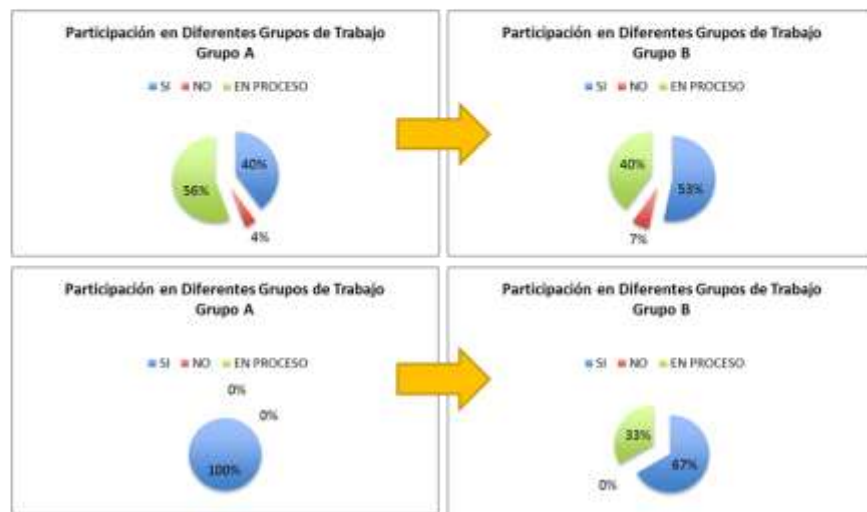 Participación en Diferentes Grupos de Trabajo
Grupo A
SI NO EN PROCESO
40%
56%
4%
Participación en Diferentes Grupos de Trabajo
Grupo B
SI NO EN PROCESO
40%
53%
7%
Participación en Diferentes Grupos de Trabajo
Grupo A
SI NO EN PROCESO
0%
0%
100%
Participación en Diferentes Grupos de Trabajo
Grupo B
SI NO EN PROCESO
33%
67%
0%